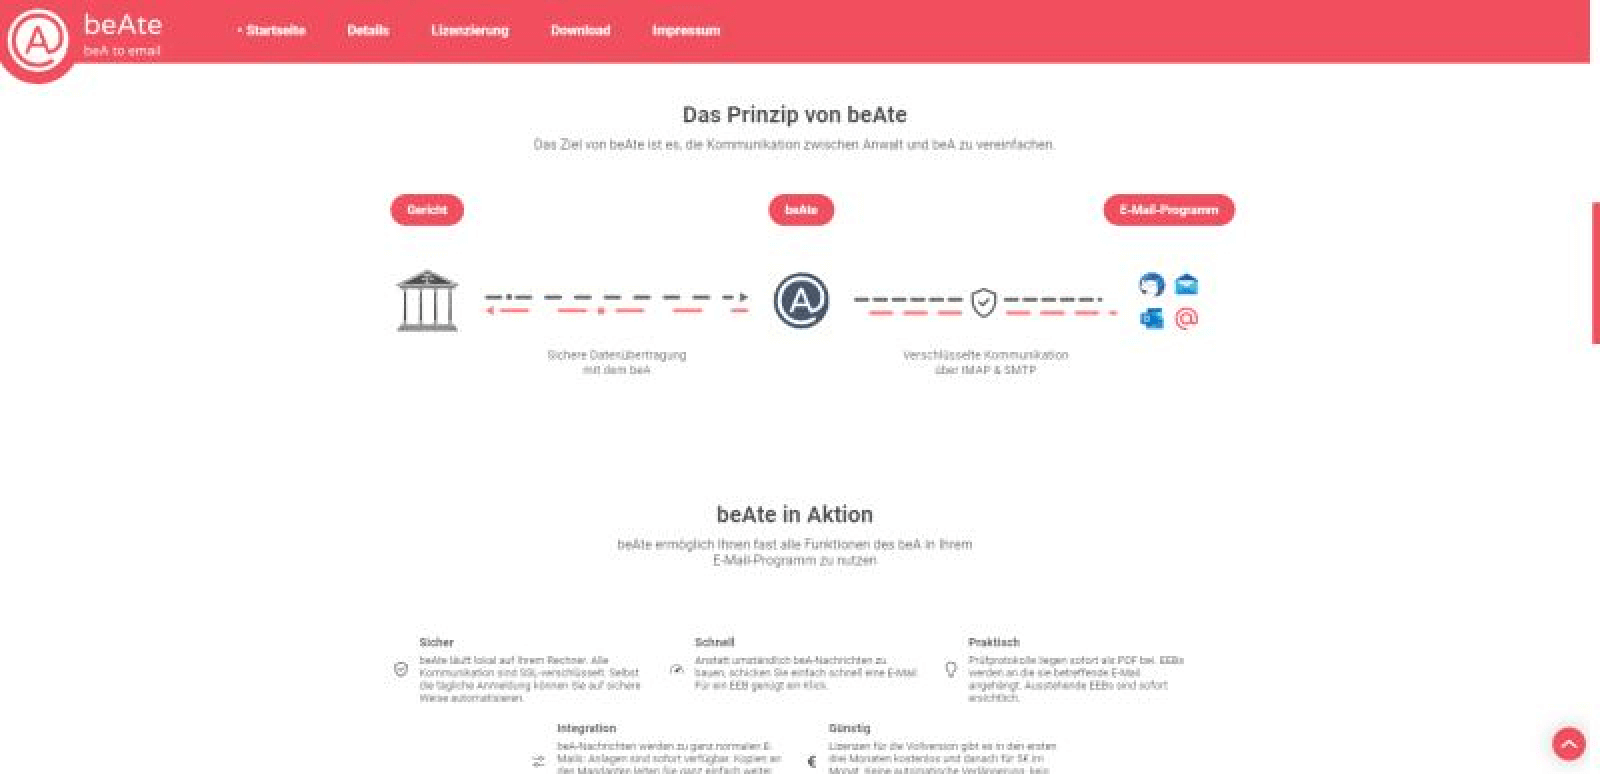 beAte
beA to email
• Startseite
Details
Lizenzierung
Download
Impressum
Das Prinzip von beAte
Das Ziel von beAte ist es, die Kommunikation zwischen Anwalt und beA zu vereinfachen.
Gericht
beAte
E-Mail-Programm
Sichere Datenübertragung
mit dem beA
Verschlüsselte Kommunikation
über IMAP & SMTP
beAte in Aktion
beAte ermöglich Ihnen fast alle Funktionen des beA in Ihrem
E-Mail-Programm zu nutzen
Sicher
beAte läuft lokal auf Ihrem Rechner. Alle
Kommunikation sind SSL-verschlüsselt. Selbst
die tägliche Anmeldung können Sie auf sichere
Weise automatisieren.
Schnell
Anstatt umständlich beA-Nachrichten zu
bauen, schicken Sie einfach schnell eine E-Mail.
Für ein EEB genügt ein Klick.
Praktisch
Prüfprotokolle liegen sofort als PDF bei. EEBs
werden an die sie betreffende E-Mail
angehängt. Ausstehende EEBs sind sofort
ersichtlich.
Integration
beA-Nachrichten werden zu ganz normalen E-
Mails: Anlagen sind sofort verfügbar. Kopien an
den Mandanten leiten Sie ganz einfach weiter.
Günstig
Lizenzen für die Vollversion gibt es in den ersten
drei Monaten kostenlos und danach für 5€ im
Monat. Keine automatische Verlängerung, kein